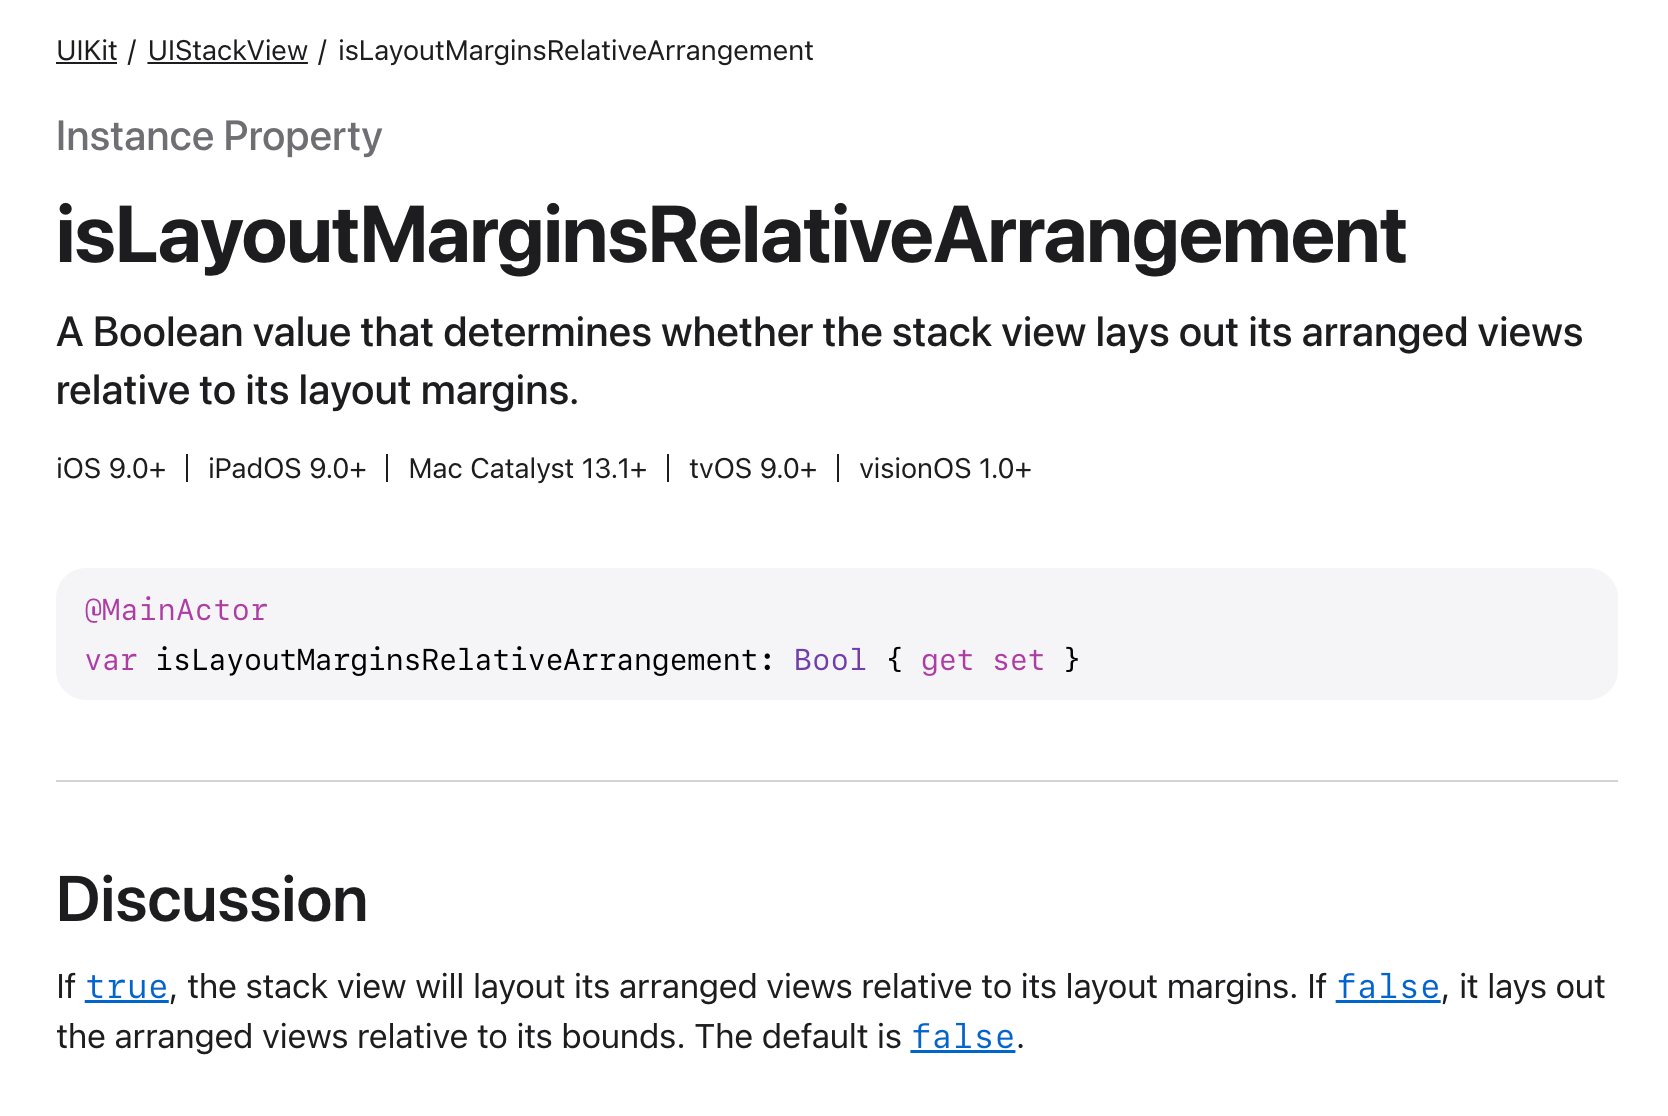 UIKit / UIStackView / isLayoutMarginsRelativeArrangement
Instance Property
isLayoutMarginsRelativeArrangement
A Boolean value that determines whether the stack view lays out its arranged views
relative to its layout margins.
iOS 9.0+ | iPadOS 9.0+ | Mac Catalyst 13.1+ | tvOS 9.0+ | visionOS 1.0+
@MainActor
var isLayoutMarginsRelativeArrangement: Bool { get set }
Discussion
If true, the stack view will layout its arranged views relative to its layout margins. If false, it lays out
the arranged views relative to its bounds. The default is false.